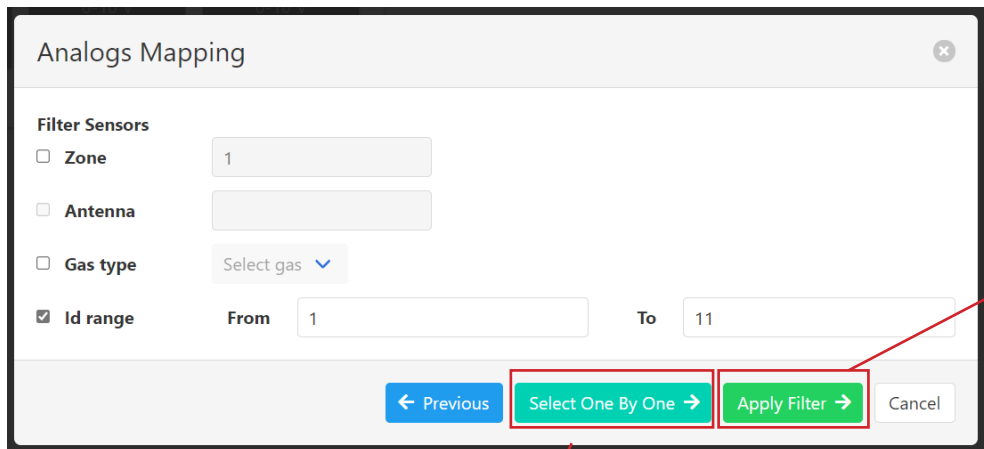 Analogs Mapping
Filter Sensors
Zone 1
Antenna
Gas type Select gas
Id range From 1 To 11
← Previous Select One By One → Apply Filter → Cancel